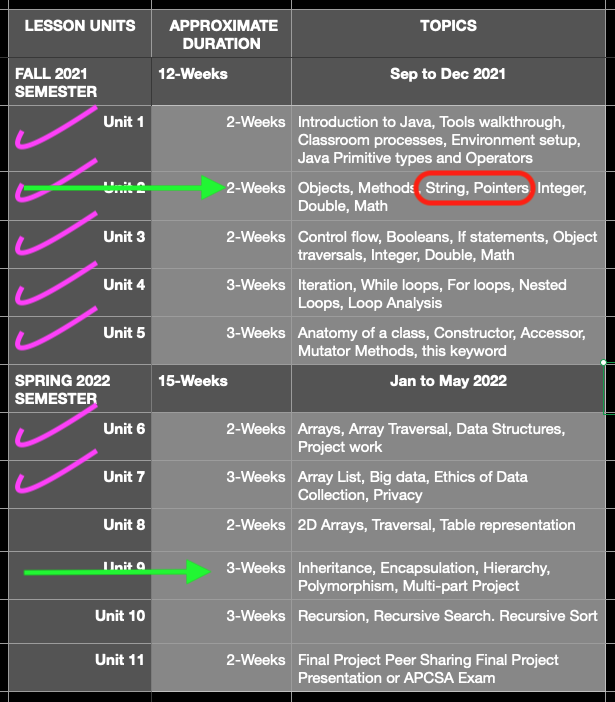 LESSON UNITS APPROXIMATE DURATION TOPICS
FALL 2021 SEMESTER 12-Weeks Sep to Dec 2021
Unit 1 2-Weeks Introduction to Java, Tools walkthrough,
Classroom processes, Environment setup,
Java Primitive types and Operators
Unit 2 2-Weeks Objects, Methods, String, Pointers Integer,
Double, Math
Unit 3 2-Weeks Control flow, Booleans, If statements, Object
traversals, Integer, Double, Math
Unit 4 3-Weeks Iteration, While loops, For loops, Nested
Loops, Loop Analysis
Unit 5 3-Weeks Anatomy of a class, Constructor, Accessor,
Mutator Methods, this keyword
SPRING 2022 SEMESTER 15-Weeks Jan to May 2022
Unit 6 2-Weeks Arrays, Array Traversal, Data Structures,
Project work
Unit 7 3-Weeks Array List, Big data, Ethics of Data
Collection, Privacy
Unit 8 2-Weeks 2D Arrays, Traversal, Table representation
Unit 9 3-Weeks Inheritance, Encapsulation, Hierarchy,
Polymorphism, Multi-part Project
Unit 10 3-Weeks Recursion, Recursive Search. Recursive Sort
Unit 11 2-Weeks Final Project Peer Sharing Final Project
Presentation or APCSA Exam